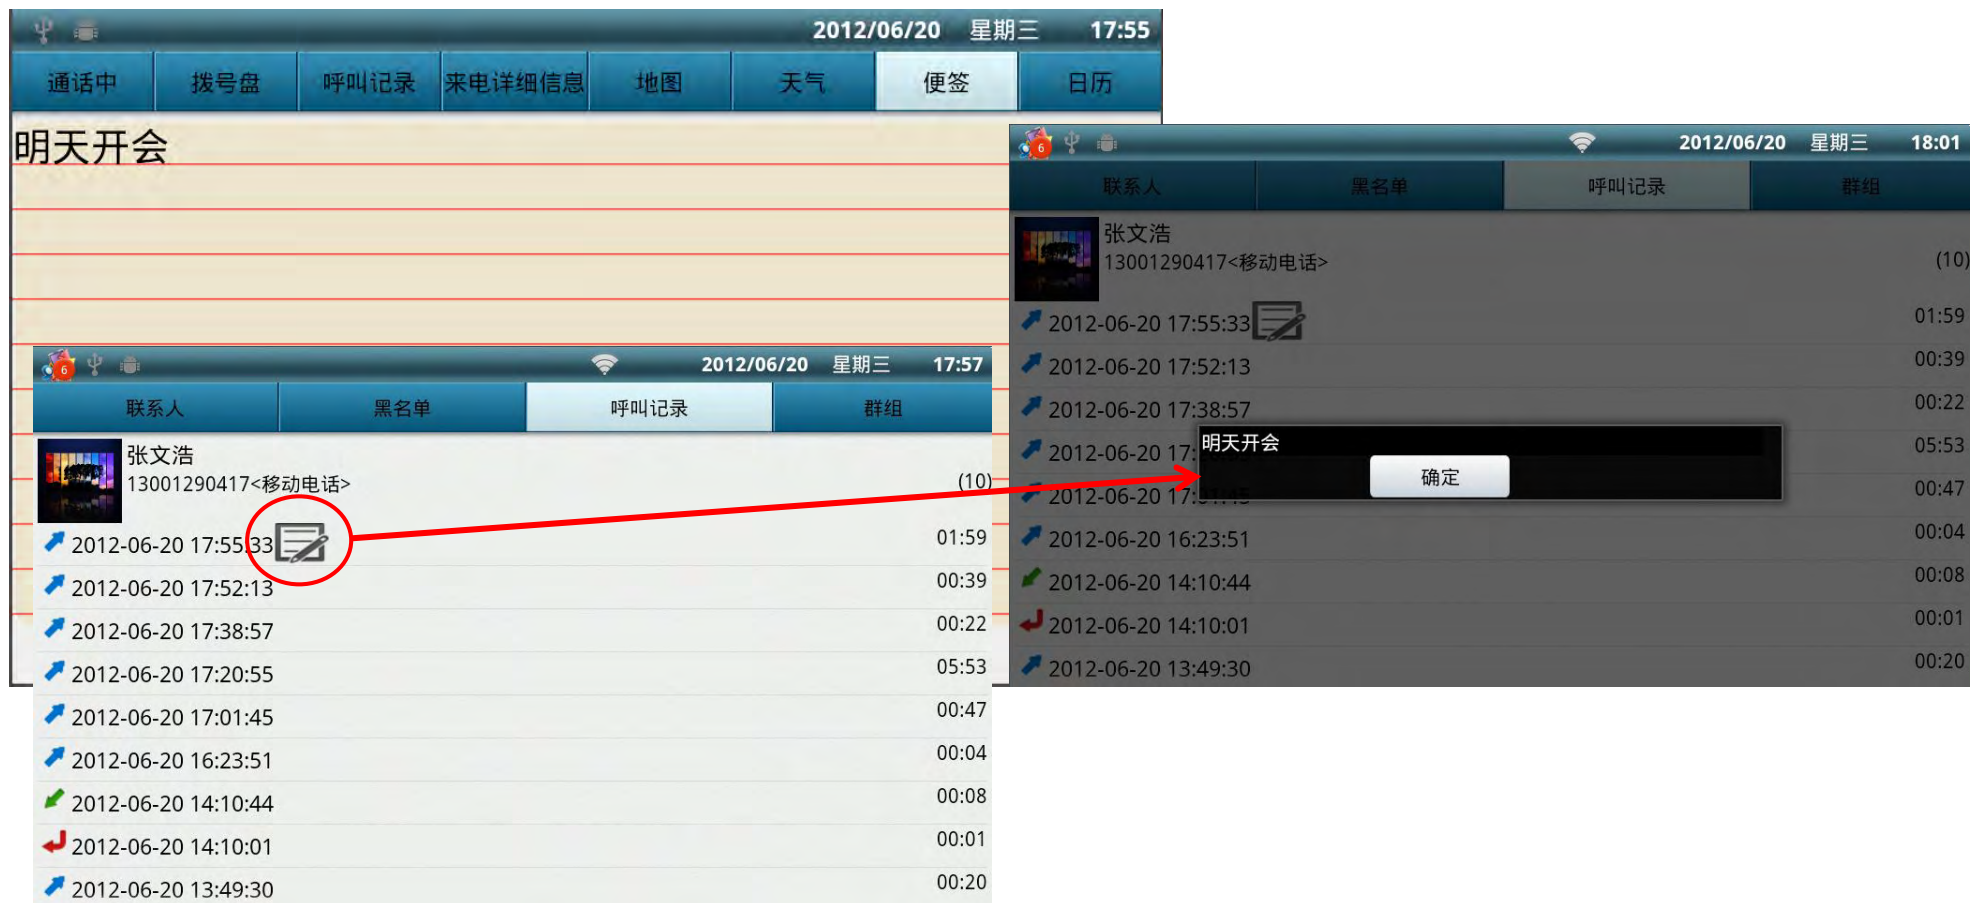 2012/06/20 星期三 17:55
通话中 拨号盘 呼叫记录 来电详细信息 地图 天气 便签 日历
明天开会
6 2012/06/20 星期三 17:57
联系人 黑名单 呼叫记录 群组
张文浩
13001290417<移动电话> (10)
2012-06-20 17:55:33 01:59
2012-06-20 17:52:13 00:39
2012-06-20 17:38:57 00:22
2012-06-20 17:20:55 05:53
2012-06-20 17:01:45 00:47
2012-06-20 16:23:51 00:04
2012-06-20 14:10:44 00:08
2012-06-20 14:10:01 00:01
2012-06-20 13:49:30 00:20
6 2012/06/20 星期三 18:01
联系人 黑名单 呼叫记录 群组
张文浩
13001290417<移动电话> (10)
2012-06-20 17:55:33 01:59
2012-06-20 17:52:13 00:39
2012-06-20 17:38:57 00:22
2012-06-20 17: 05:53
明天开会
确定
2012-06-20 17:01:45 00:47
2012-06-20 16:23:51 00:04
2012-06-20 14:10:44 00:08
2012-06-20 14:10:01 00:01
2012-06-20 13:49:30 00:20